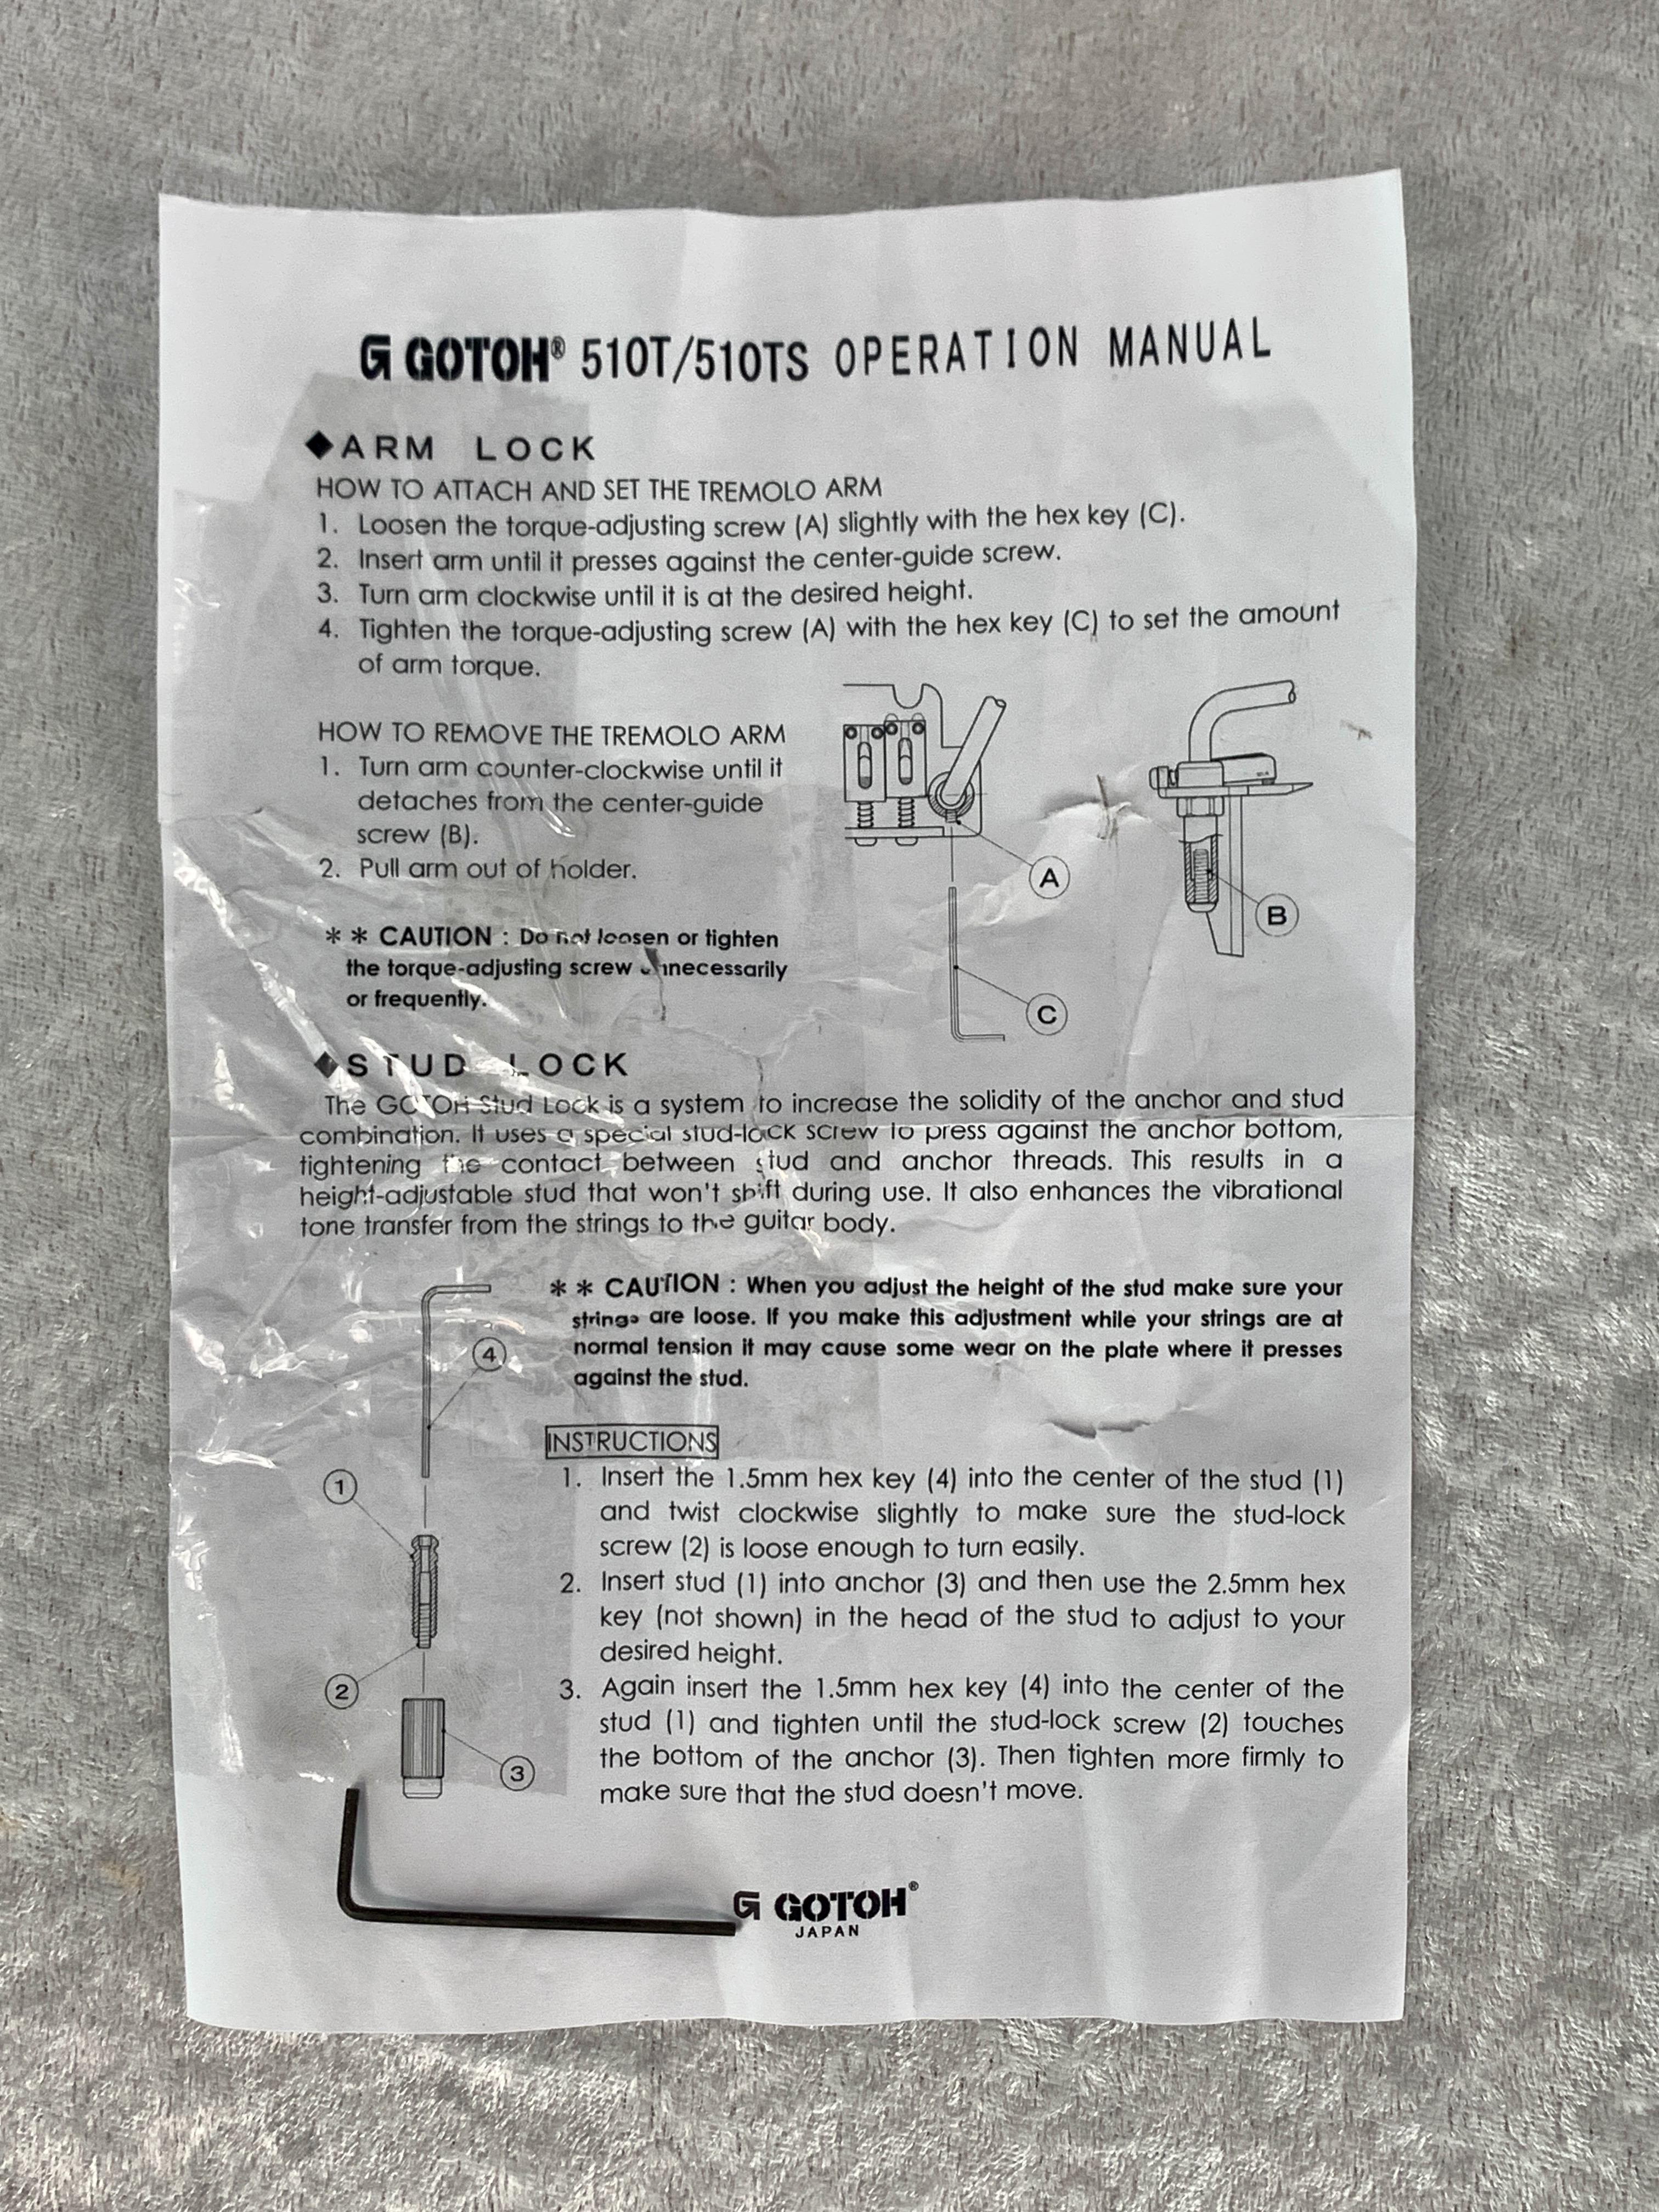 G GOTOH® 510T/510TS OPERATION MANUAL
◆ARM LOCK
HOW TO ATTACH AND SET THE TREMOLO ARM
1. Loosen the torque-adjusting screw (A) slightly with the hex key (C).
2. Insert arm until it presses against the center-guide screw.
3. Turn arm clockwise until it is at the desired height.
4. Tighten the torque-adjusting screw (A) with the hex key (C) to set the amount
of arm torque.
HOW TO REMOVE THE TREMOLO ARM
1. Turn arm counter-clockwise until it
detaches from the center-guide
screw (B).
2. Pull arm out of holder.
** CAUTION : Do not loosen or tighten
the torque-adjusting screw unnecessarily
or frequently.
A
B
C
◆STUD LOCK
The GOTOH Stud Lock is a system to increase the solidity of the anchor and stud
combination. It uses a special stud-lock screw to press against the anchor bottom,
tightening the contact between stud and anchor threads. This results in a
height-adjustable stud that won't shift during use. It also enhances the vibrational
tone transfer from the strings to the guitar body.
** CAUTION : When you adjust the height of the stud make sure your
strings are loose. If you make this adjustment while your strings are at
normal tension it may cause some wear on the plate where it presses
against the stud.
4
1
2
3
INSTRUCTIONS
1. Insert the 1.5mm hex key (4) into the center of the stud (1)
and twist clockwise slightly to make sure the stud-lock
screw (2) is loose enough to turn easily.
2. Insert stud (1) into anchor (3) and then use the 2.5mm hex
key (not shown) in the head of the stud to adjust to your
desired height.
3. Again insert the 1.5mm hex key (4) into the center of the
stud (1) and tighten until the stud-lock screw (2) touches
the bottom of the anchor (3). Then tighten more firmly to
make sure that the stud doesn't move.
G GOTOH®
JAPAN